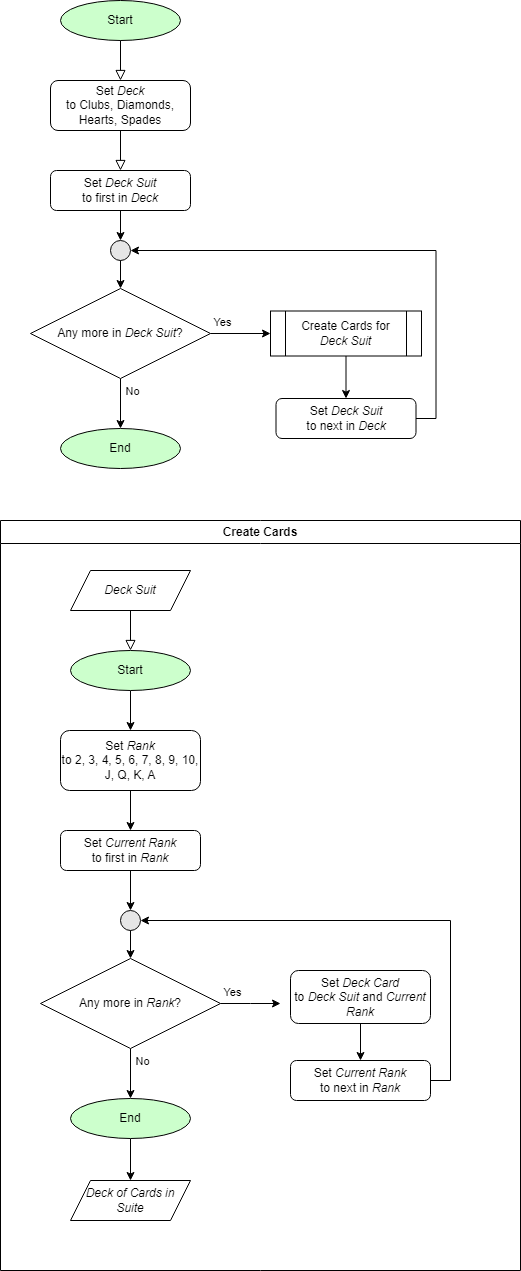 Start
Set Deck
to Clubs, Diamonds,
Hearts, Spades
Set Deck Suit
to first in Deck
Any more in Deck Suit?
Yes
Create Cards for
Deck Suit
No
Set Deck Suit
to next in Deck
End
Create Cards
Deck Suit
Start
Set Rank
to 2, 3, 4, 5, 6, 7, 8, 9, 10,
J, Q, K, A
Set Current Rank
to first in Rank
Any more in Rank?
Yes
Set Deck Card
to Deck Suit and Current
Rank
No
Set Current Rank
to next in Rank
End
Deck of Cards in
Suite